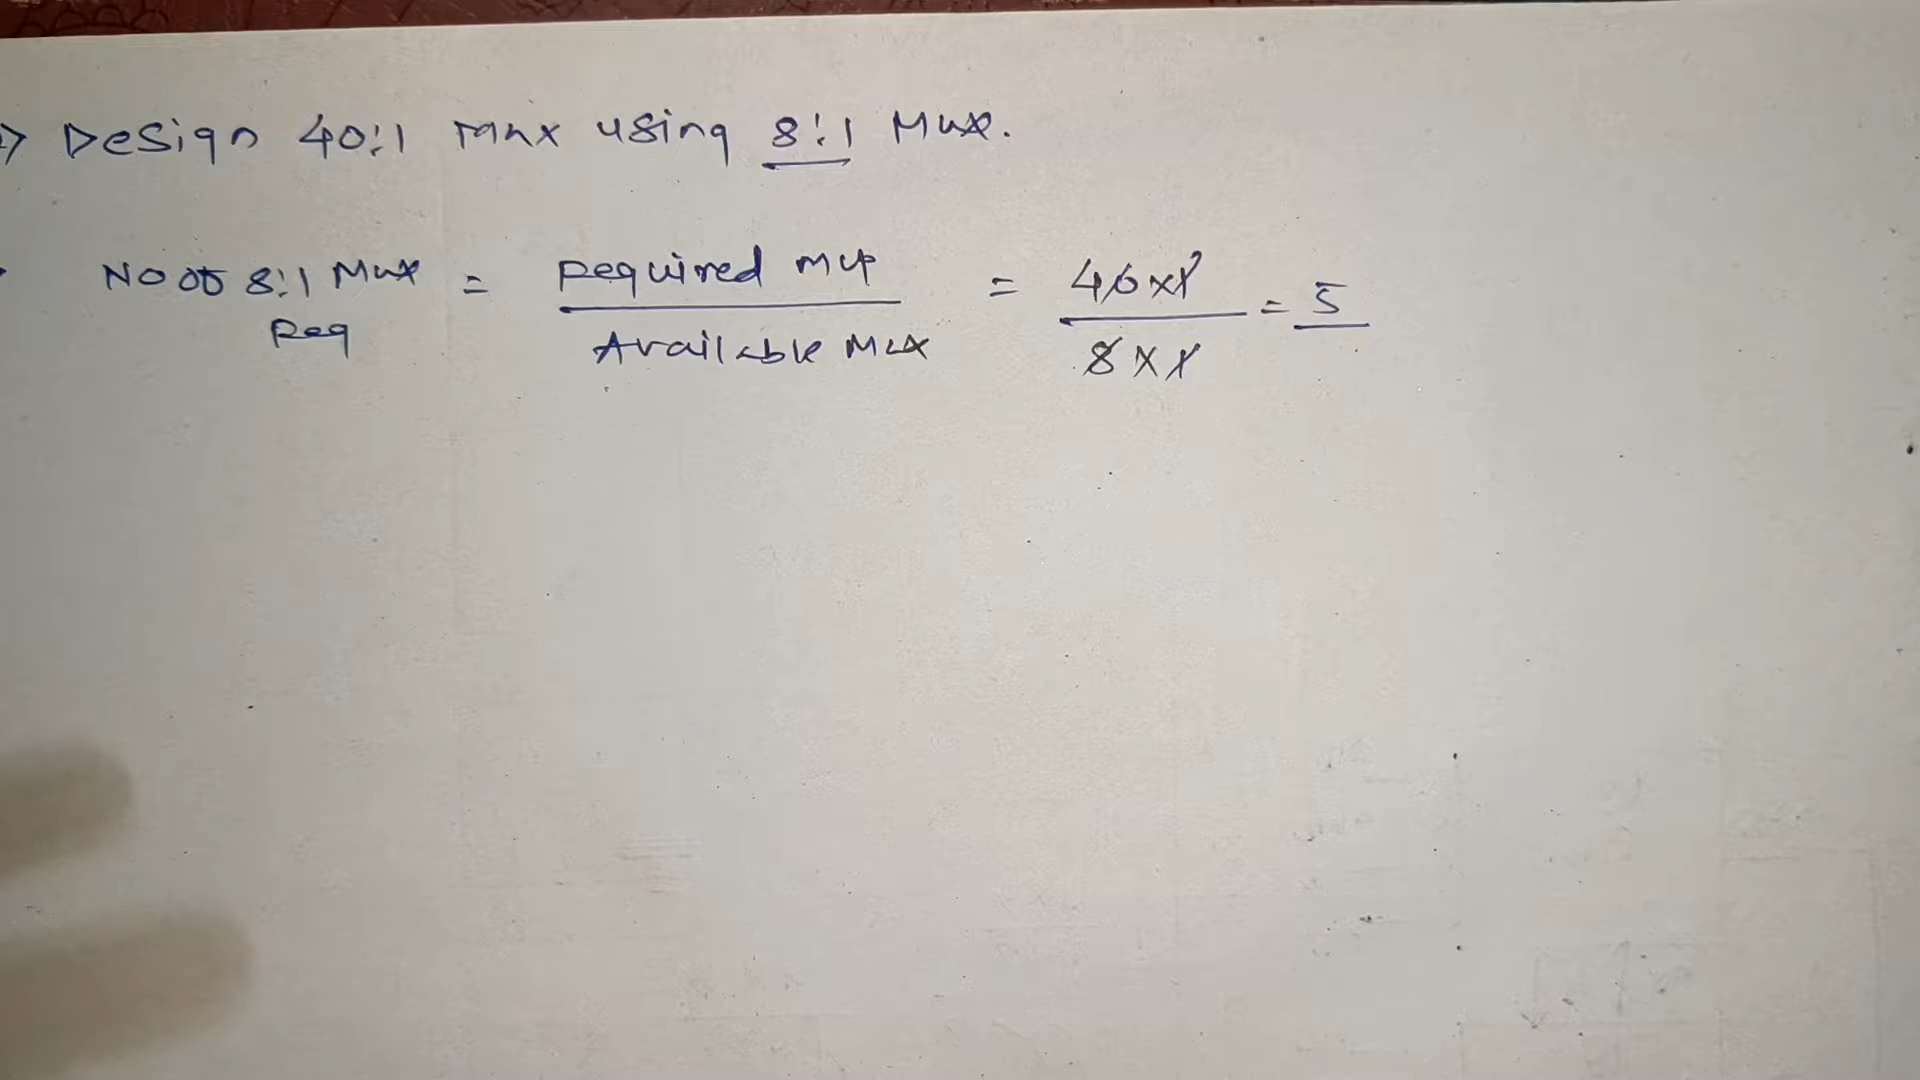 Design 40:1 Mux using 8:1 Mux.
No of 8:1 Mux Req = Required Mux / Available Mux = 40x1 / 8x1 = 5